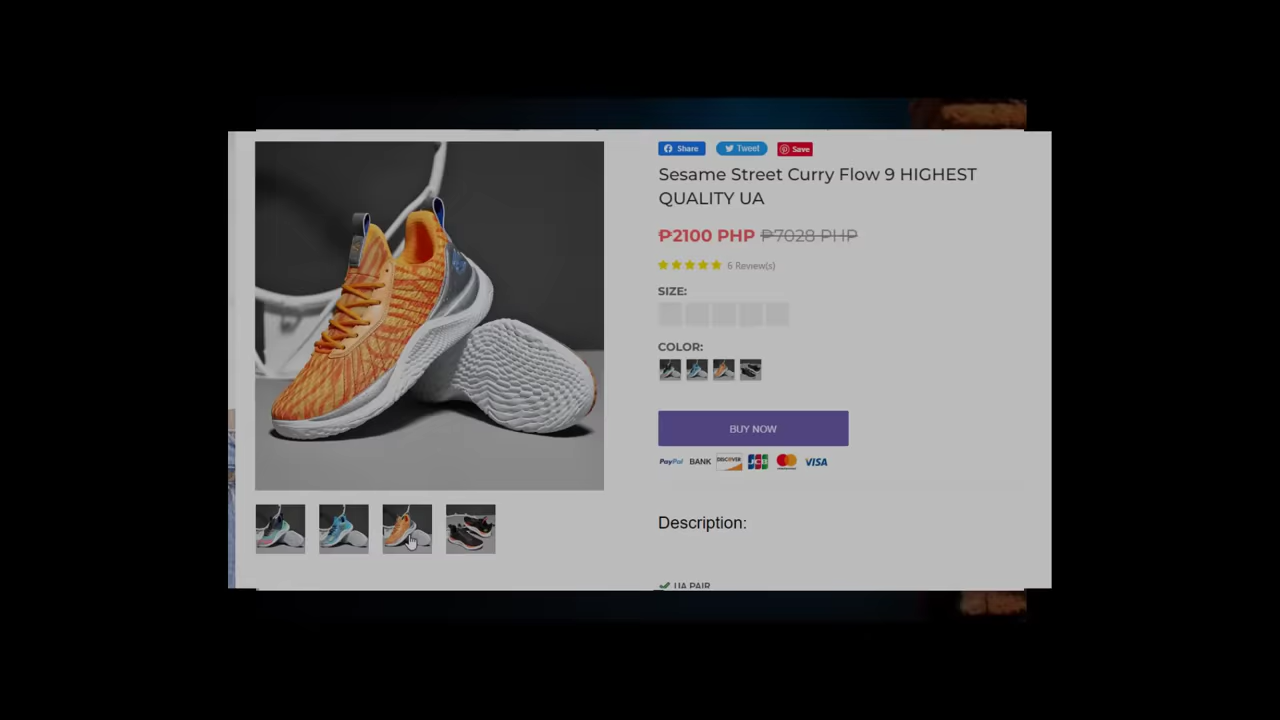 Share Tweet Save
Sesame Street Curry Flow 9 HIGHEST
QUALITY UA
₱2100 PHP ₱7028 PHP
6 Review(s)
SIZE:
COLOR:
BUY NOW
PayPal BANK DISCOVER JCB VISA
Description:
UA PAIR